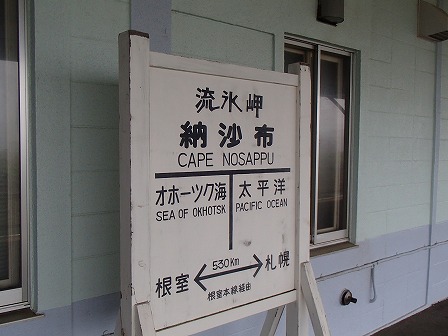 流氷岬
納沙布
CAPE NOSAPPU
オホーツク海 太平洋
SEA OF OKHOTSK PACIFIC OCEAN
530Km
根室 札幌
根室本線経由